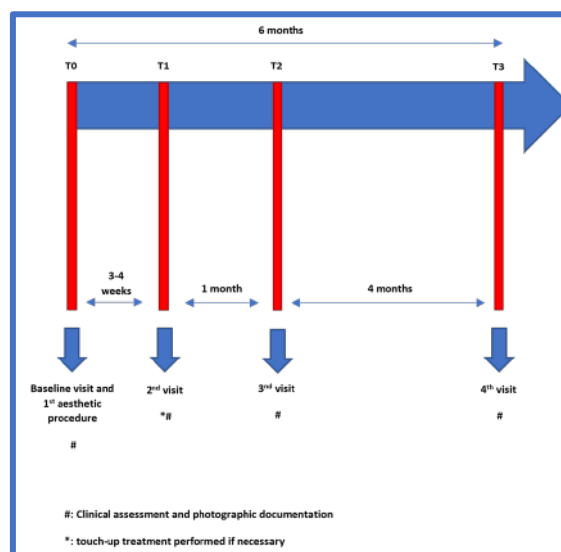 6 months
T0 T1 T2 T3
3-4
weeks
1 month
4 months
Baseline visit and
1st aesthetic
procedure
#
2nd visit
*#
3rd visit
#
4th visit
#
#: Clinical assessment and photographic documentation
*: touch-up treatment performed if necessary